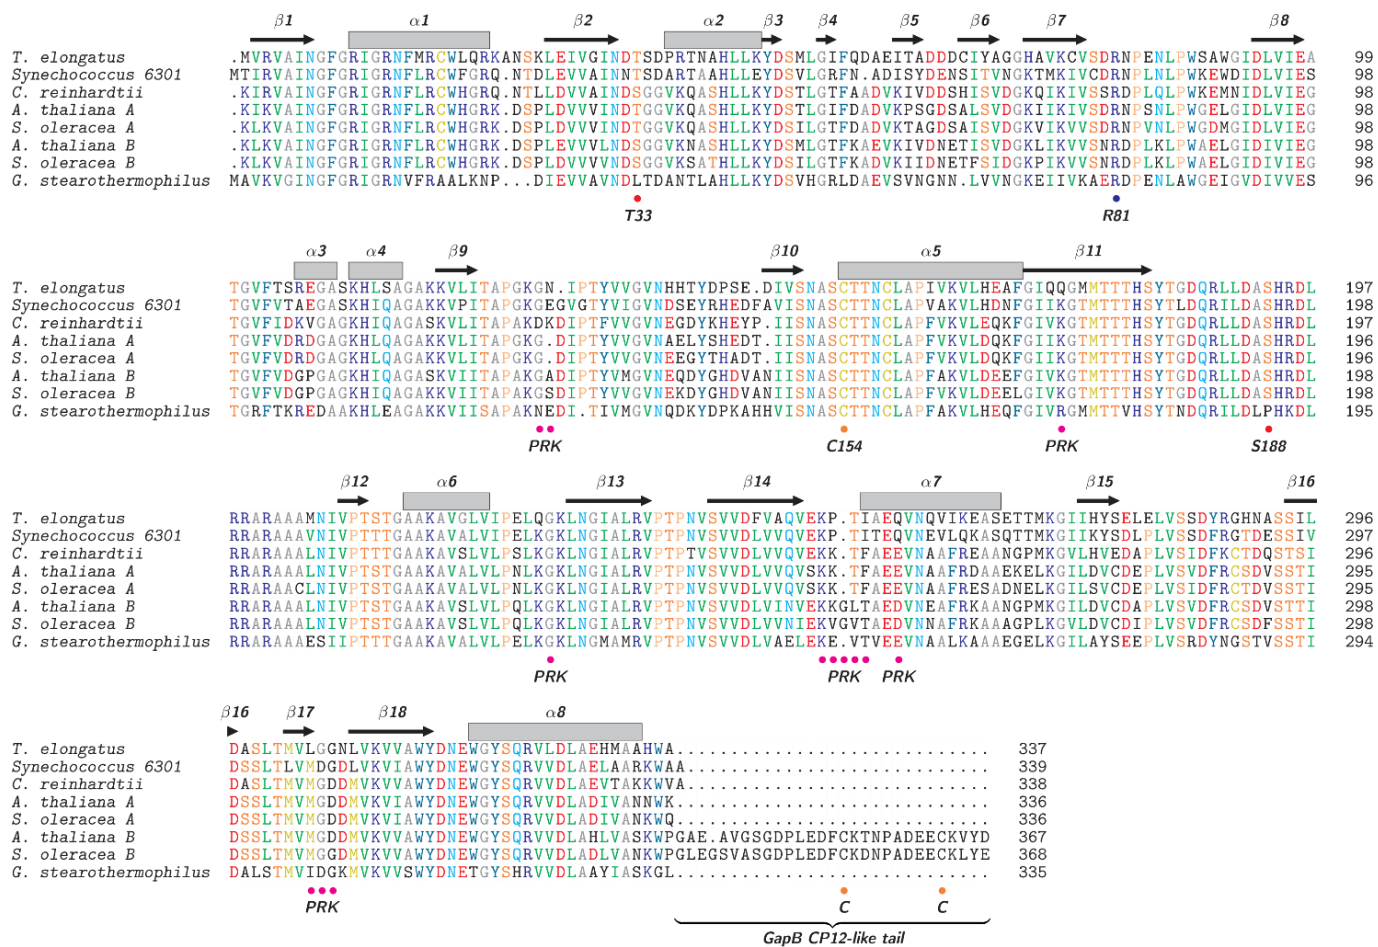 β1 α1 β2 α2 β3 β4 β5 β6 β7 β8
T. elongatus .MVRVAINGFGRIGRNFMRCWLQRKANSKLEIVGINDTSDPRTNAHLLKYDSMLGIFQDAEITADDDCIYAGGHAVKCVSDRNPENLPWSAWGIDLVIEA 99
Synechococcus 6301 MTIRVAINGFGRIGRNFLRCWFGRQ.NTDLEVVAINNTSDARTAAHLLEYDSVLGRFN.ADISYDENSITVNGKTMKIVCDRNPLNLPWKEWDIDLVIES 98
C. reinhardtii .KIRVAINGFGRIGRNFLRCWHGRQ.NTLLDVVAINDSGGVKQASHLLKYDSTLGTFAADVKIVDDSHISVDGKQIKIVSSRDPLQLPWKEMNIDLVIEG 98
A. thaliana A .KIKVAINGFGRIGRNFLRCWHGRK.DSPLDVVVINDTGGVKQASHLLKYDSTLGIFDADVKPSGDSALSVDGKIIKIVSDRNPSNLPWGELGIDLVIEG 98
S. oleracea A .KLKVAINGFGRIGRNFLRCWHGRK.DSPLDVVVINDTGGVKQASHLLKYDSILGTFDADVKTAGDSAISVDGKVIKVVSDRNPVNLPWGDMGIDLVIEG 98
A. thaliana B .KLKVAINGFGRIGRNFLRCWHGRK.DSPLDVVVLNDSGGVKNASHLLKYDSMLGTFKAEVKIVDNETISVDGKLIKVVSNRDPLKLPWAELGIDIVIEG 98
S. oleracea B .KLKVAINGFGRIGRNFLRCWHGRK.DSPLDVVVVNDSGGVKSATHLLKYDSILGTFKADVKIIDNETFSIDGKPIKVVSNRDPLKLPWAELGIDIVIEG 98
G. stearothermophilus MAVKVGINGFGRIGRNVFRAALKNP...DIEVVAVNDLTDANTLAHLLKYDSVHGRLDAEVSVNGNN.LVVNGKEIIVKAERDPENLAWGEIGVDIVVES 96
T33 R81
α3 α4 β9 β10 α5 β11
T. elongatus TGVFTSREGASKHLSAGAKKVLITAPGKGN.IPTYVVGVNHHTYDPSE.DIVSNASCTTNCLAPIVKVLHEAFGIIQQGMMTTTHSYTGDQRLLDASHRDL 197
Synechococcus 6301 TGVFVTAEGASKHIQAGAKKVLITAPGKGEGVGTYVIGVNDSEYRHEDFAVISNASCTTNCLAPVAKVLHDNFGIIKGTMTTTHSYTLDQRILDASHRDL 198
C. reinhardtii TGVFIDKVGAGKHIQAGASKVLITAPAKDKDIPTFVVGVNEGDYKHEYP.IISNASCTTNCLAPFVKVLEQKFGIVKGTMTTTHSYTGDQRLLDASHRDL 197
A. thaliana A TGVFVDRDGAGKHLQAGAKKVLITAPGKG.DIPTYVVGVNAELYSHDET.IISNASCTTNCLAPFVKVLDQKFGIIKGTMTTTHSYTGDQRLLDASHRDL 196
S. oleracea A TGVFVDRDGAGKHLQAGAKKVLITAPGKG.DIPTYVVGVNEEGYTHADT.IISNASCTTNCLAPFVKVLDQKFGIIKGTMTTTHSYTGDQRLLDASHRDL 196
A. thaliana B TGVFVDGPGAGKHIQAGASKVIITAPAKGADIPTYVMGVNEQDYGHDVANIISNASCTTNCLAPFAKVLDEEFGIVKGTMTTTHSYTGDQRLLDASHRDL 198
S. oleracea B TGVFVDGPGAGKHIQAGAKKVIITAPAKGSDIPTYVVGVNEKDYGHDVANIISNASCTTNCLAPFAKVLDEELGIVKGTMTTTHSYTGDQRLLDASHRDL 198
G. stearothermophilus TGRFTKREDAAKHLEAGAKKVIISAPAKNEDI.TIVMGVNQDKYDPKAHHVISNASCTTNCLAPFAKVLHEQFGIVRGMMTTVHSYTNDQRILDLPHKDL 195
PRK C154 PRK S188
β12 α6 β13 β14 α7 β15 β16
T. elongatus RRARAAAMNIVPTSTGAAKAVGLVIPELQGKLNGIALRVPTPNVSVVDFVAQVEKP.TIAEQVNQVIKEASETTMKGIIHYSELELVSSDYRGHNASSIL 296
Synechococcus 6301 RRARAAAVNIVPTTTGAAKAVALVIPELKGKLNGIALRVPTPNVSVVDLVVQVEKP.TITEQVNEVLQKASQTTMKGIIKYSDLPLVSSDFRGTDESSIV 297
C. reinhardtii RRARAAALNIVPTTTGAAKAVSLVLPSLKGKLNGIALRVPTPTVSVVDLVVQVEKK.TFAEEVNAAFREAANGPMKGVLHVEDAPLVSIDFKCTDQSTSI 296
A. thaliana A RRARAAALNIVPTSTGAAKAVALVLPNLKGKLNGIALRVPTPNVSVVDLVVQVSKK.TFAEEVNAAFRDAAEKELKGILDVCDEPLVSVDFRCSDVSSTI 295
S. oleracea A RRARAACLNIVPTSTGAAKAVALVLPNLKGKLNGIALRVPTPNVSVVDLVVQVSKK.TFAEEVNAAFRESADNELKGILSVCDEPLVSIDFRCTDVSSTI 295
A. thaliana B RRARAAALNIVPTSTGAAKAVSLVLPQLKGKLNGIALRVPTPNVSVVDLVINVEKKGLTAEDVNEAFRKAANGPMKGILDVCDAPLVSVDFRCSDVSTTI 298
S. oleracea B RRARAAALNIVPTSTGAAKAVSLVLPQLKGKLNGIALRVPTPNVSVVDLVVNIEKVGVTAEDVNNAFRKAAAGPLKGVLDVCDIPLVSVDFRCSDFSSTI 298
G. stearothermophilus RRARAAAESIIPTTTGAAKAVALVLPELKGKLNGMAMRVPTPNVSVVDLVAELEKE.VTVEEVNAALKAAAEGELKGILAYSEEPLVSRDYNGSTVSSTI 294
PRK PRK PRK
β16 β17 β18 α8
T. elongatus DASLTMVLGGNLVKVVAWYDNEWGYSQRVLDLAEHMAAHWA............................. 337
Synechococcus 6301 DSSLTLVMDGDLVKVIAWYDNEWGYSQRVVDLAELAARKWAA............................ 339
C. reinhardtii DASLTMVMGDDMVKVVAWYDNEWGYSQRVVDLAEVTAKKWVA............................ 338
A. thaliana A DSSLTMVMGDDMVKVIAWYDNEWGYSQRVVDLADIVANNWK............................. 336
S. oleracea A DSSLTMVMGDDMVKVIAWYDNEWGYSQRVVDLADIVANKWQ............................. 336
A. thaliana B DSSLTMVMGDDMVKVVAWYDNEWGYSQRVVDLAHLVASKWPGAE.AVGSGDPLEDFCKTNPADEECKVYD 367
S. oleracea B DSSLTMVMGGDMVKVVAWYDNEWGYSQRVVDLADLVANKWPGLEGSVASGDPLEDFCKDNPADEECKLYE 368
G. stearothermophilus DALSTMVIDGKMVKVVSWYDNETGYSHRVVDLAAYIASKGL............................. 335
PRK C C
GapB CP12-like tail